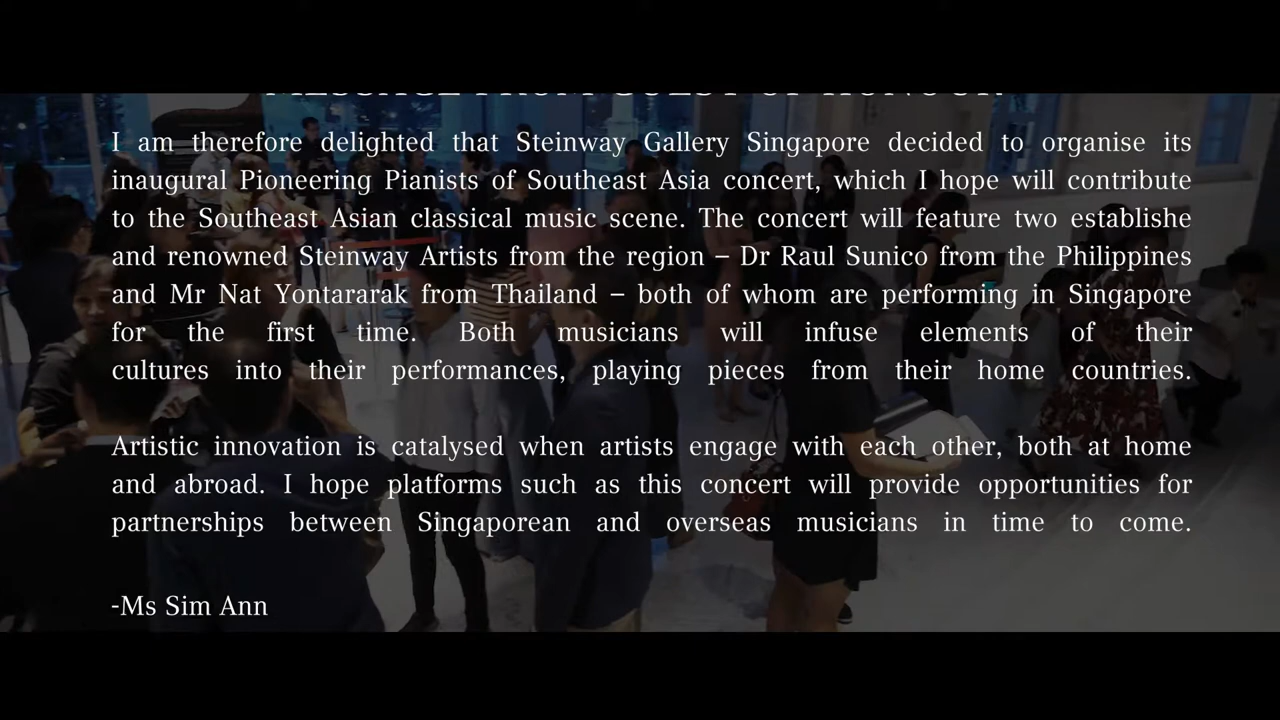 MESSAGE FROM GUEST OF HONOUR
I am therefore delighted that Steinway Gallery Singapore decided to organise its
inaugural Pioneering Pianists of Southeast Asia concert, which I hope will contribute
to the Southeast Asian classical music scene. The concert will feature two establishe
and renowned Steinway Artists from the region – Dr Raul Sunico from the Philippines
and Mr Nat Yontararak from Thailand – both of whom are performing in Singapore
for the first time. Both musicians will infuse elements of their
cultures into their performances, playing pieces from their home countries.
Artistic innovation is catalysed when artists engage with each other, both at home
and abroad. I hope platforms such as this concert will provide opportunities for
partnerships between Singaporean and overseas musicians in time to come.
-Ms Sim Ann